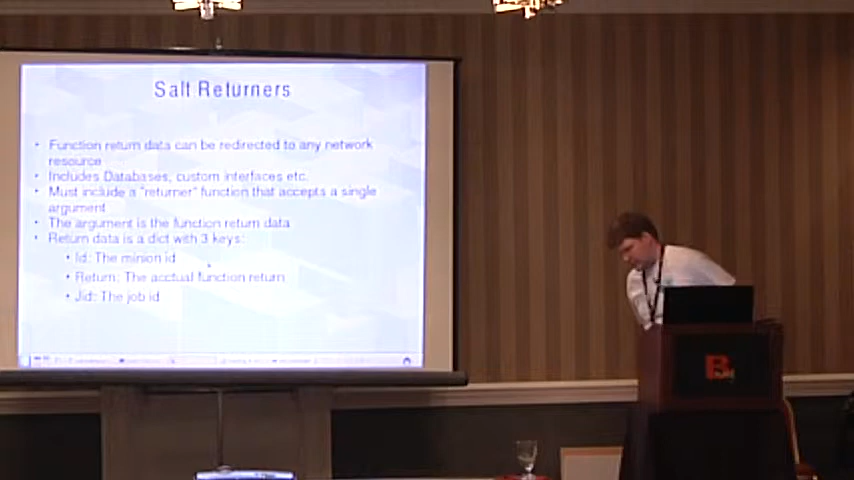 Salt Returners
• Function return data can be redirected to any network
resource
• Includes Databases, custom interfaces etc.
• Must include a "returner" function that accepts a single
argument
• The argument is the function return data
• Return data is a dict with 3 keys:
• Id: The minion id
• Return: The acctual function return
• Jid: The job id